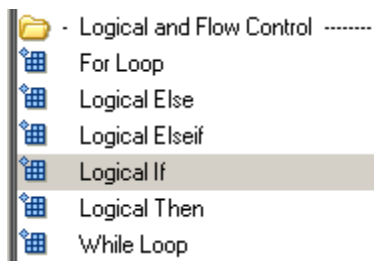 - Logical and Flow Control --------
For Loop
Logical Else
Logical Elseif
Logical If
Logical Then
While Loop